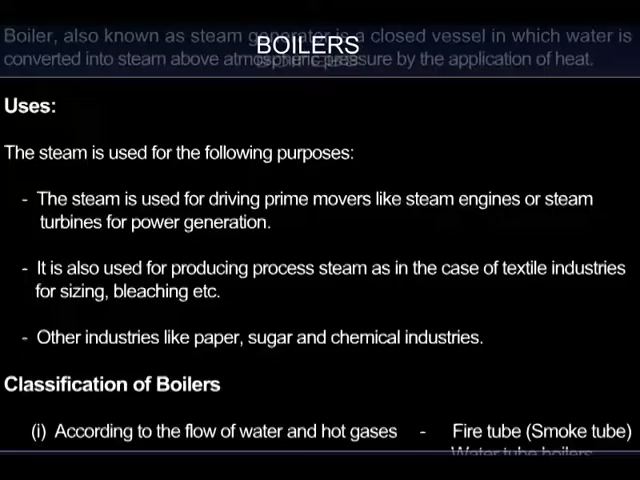 BOILERS
Boiler, also known as steam generator is a closed vessel in which water is
converted into steam above atmospheric pressure by the application of heat.
Uses:
The steam is used for the following purposes:
- The steam is used for driving prime movers like steam engines or steam
turbines for power generation.
- It is also used for producing process steam as in the case of textile industries
for sizing, bleaching etc.
- Other industries like paper, sugar and chemical industries.
Classification of Boilers
(i) According to the flow of water and hot gases - Fire tube (Smoke tube)
Water tube boilers